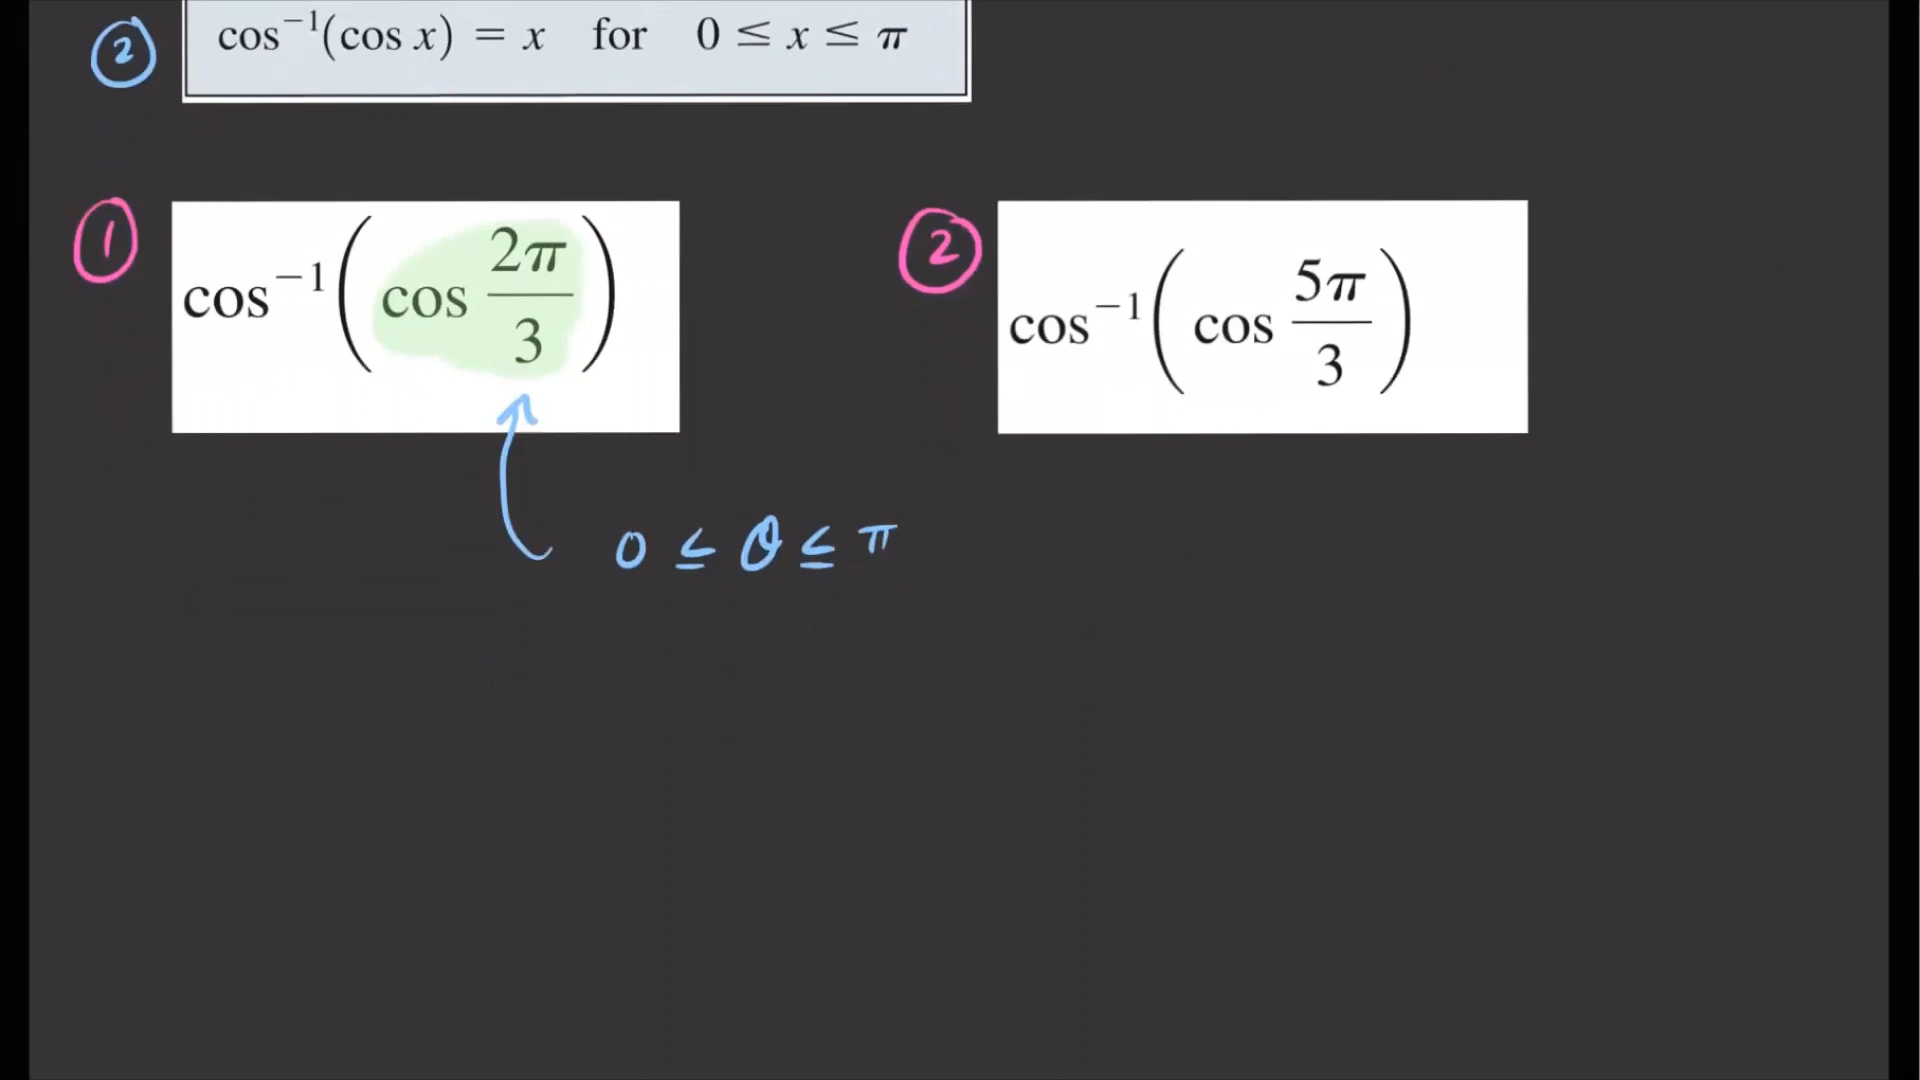 ② cos⁻¹(cos x) = x for 0 ≤ x ≤ π
① cos⁻¹(cos 2π/3)
② cos⁻¹(cos 5π/3)
0 ≤ θ ≤ π